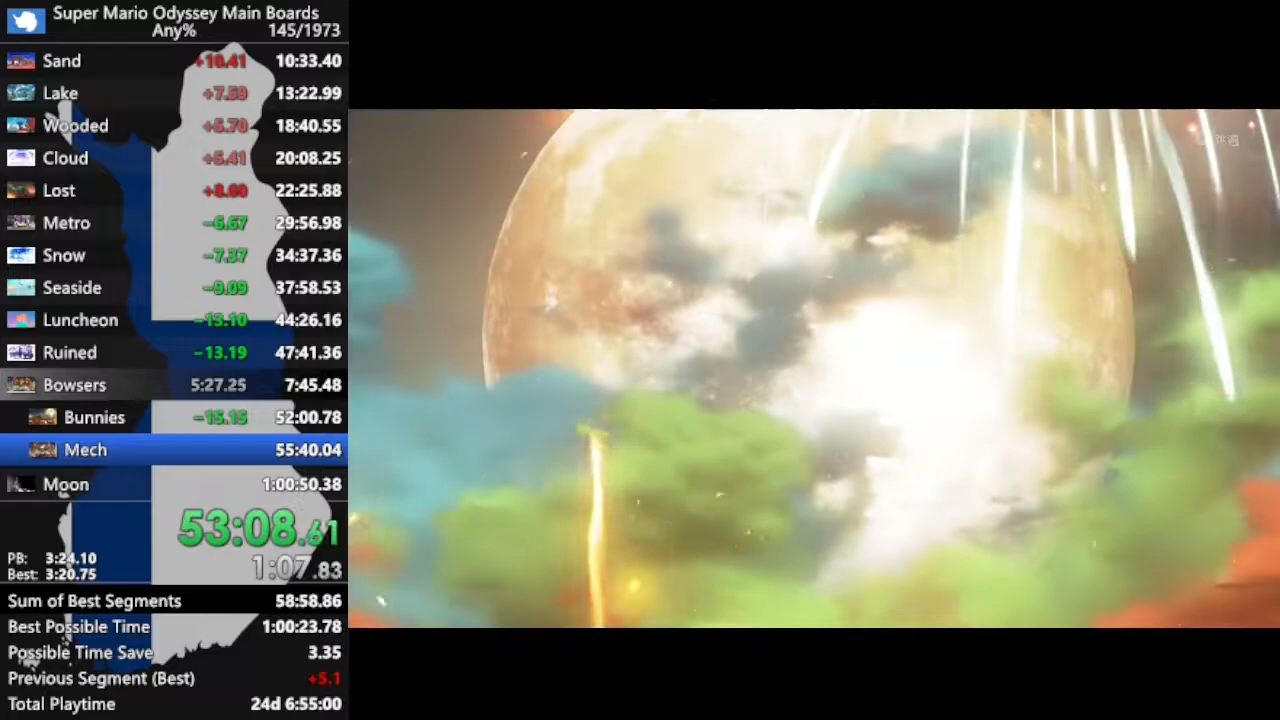 Super Mario Odyssey Main Boards
Any% 145/1973
Sand +10.41 10:33.40
Lake +7.59 13:22.99
Wooded +5.70 18:40.55
Cloud +5.41 20:08.25
Lost +8.60 22:25.88
Metro −6.67 29:56.98
Snow −7.37 34:37.36
Seaside −9.09 37:58.53
Luncheon −13.10 44:26.16
Ruined −13.19 47:41.36
Bowsers 5:27.25 7:45.48
Bunnies −15.15 52:00.78
Mech 55:40.04
Moon 1:00:50.38
53:08.61
PB: 3:24.10
Best: 3:20.75
1:07.83
Sum of Best Segments 58:58.86
Best Possible Time 1:00:23.78
Possible Time Save 3.35
Previous Segment (Best) +5.1
Total Playtime 24d 6:55:00